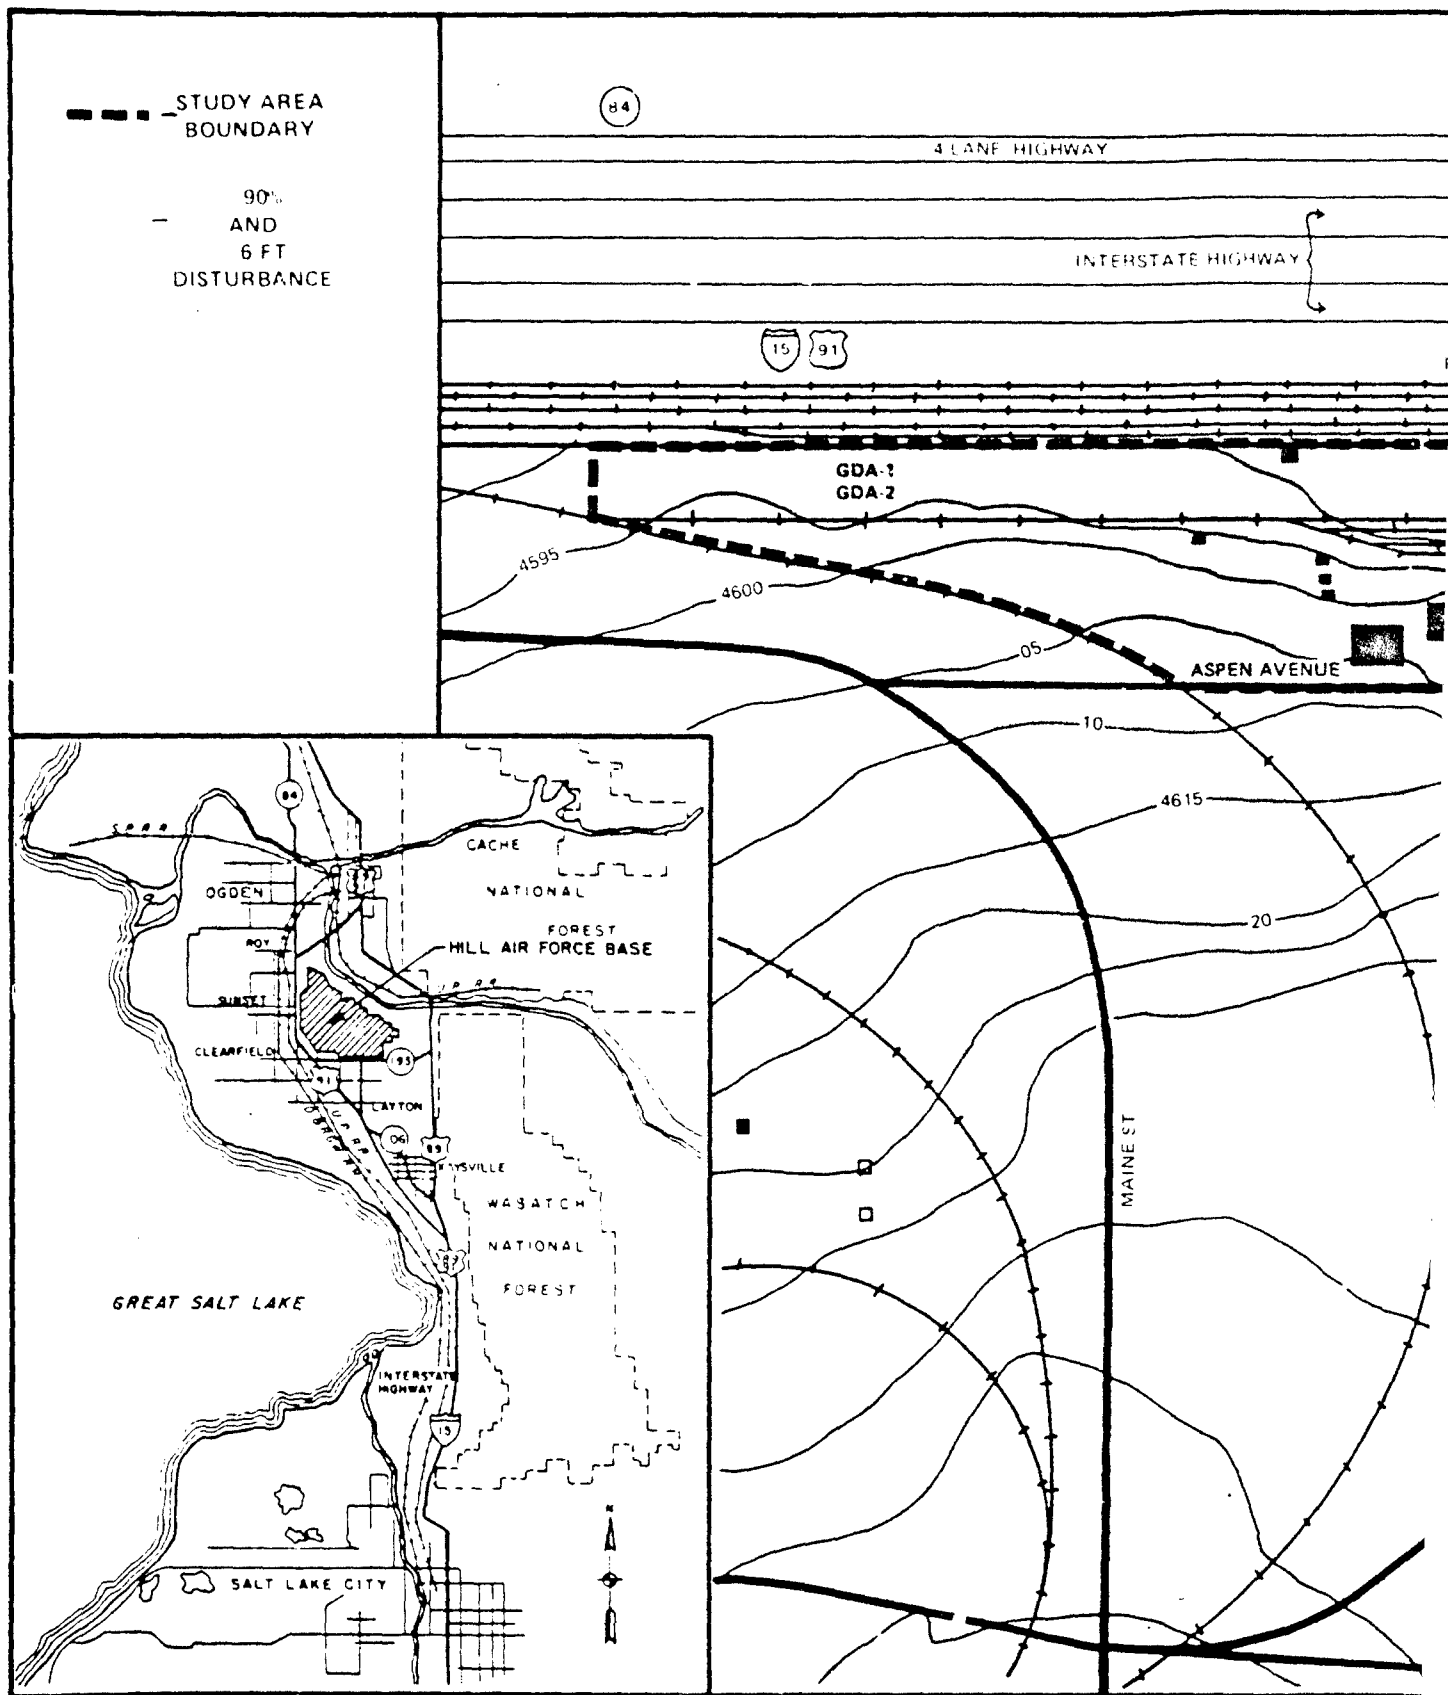 STUDY AREA
BOUNDARY
90%
AND
6 FT
DISTURBANCE
84
4 LANE HIGHWAY
INTERSTATE HIGHWAY
15
91
GDA-1
GDA-2
4595
4600
05
ASPEN AVENUE
10
4615
20
MAINE ST
84
S.P.R.R.
CACHE
OGDEN
NATIONAL
FOREST
ROY
HILL AIR FORCE BASE
SUNSET
CLEARFIELD
193
91
LAYTON
U.P.R.R.
106
89
KAYSVILLE
WASATCH
NATIONAL
FOREST
GREAT SALT LAKE
INTERSTATE
HIGHWAY
15
N
SALT LAKE CITY